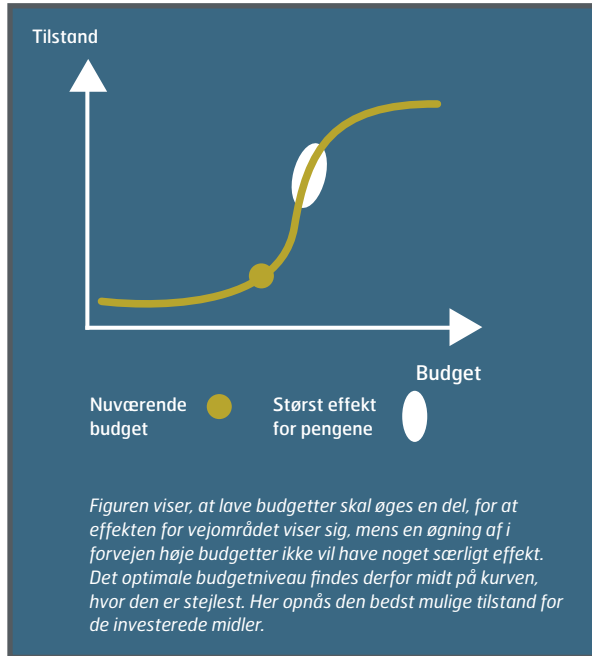 Tilstand
Budget
Nuværende
budget
Størst effekt
for pengene
Figuren viser, at lave budgetter skal øges en del, for at
effekten for vejområdet viser sig, mens en øgning af i
forvejen høje budgetter ikke vil have noget særligt effekt.
Det optimale budgetniveau findes derfor midt på kurven,
hvor den er stejlest. Her opnås den bedst mulige tilstand for
de investerede midler.